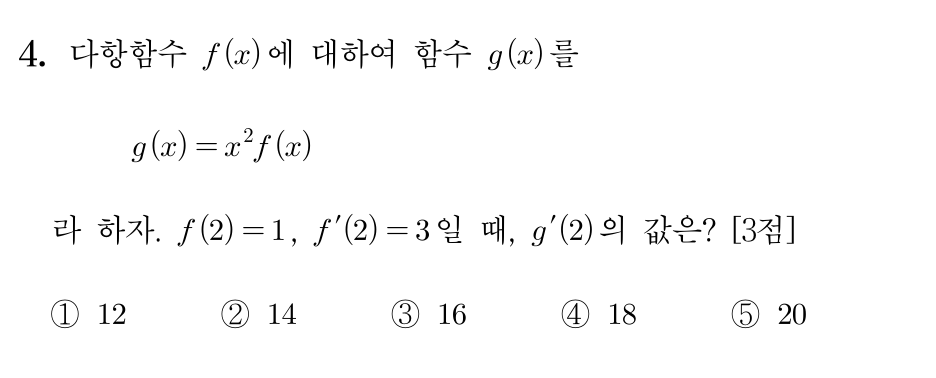 4. 다항함수 f(x)에 대하여 함수 g(x)를
g(x)=x²f(x)
라 하자. f(2)=1, f′(2)=3일 때, g′(2)의 값은? [3점]
① 12 ② 14 ③ 16 ④ 18 ⑤ 20